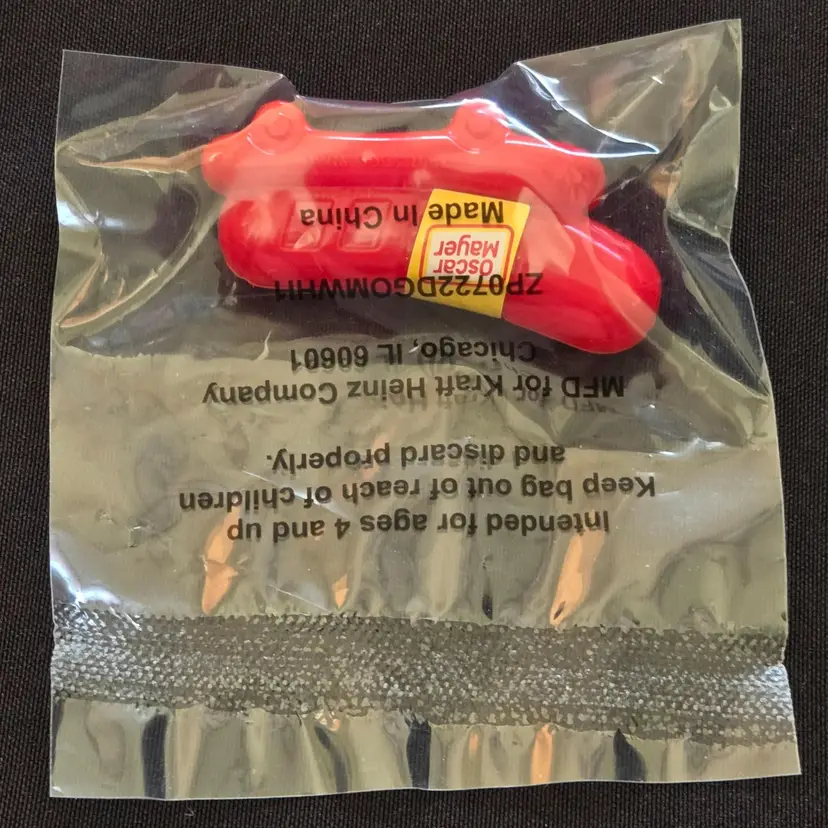 Intended for ages 4 and up
Keep bag out of reach of children
and discard properly.
MFD for Kraft Heinz Company
Chicago, IL 60601
ZP0722DGOMWHI1
Oscar
Mayer
Made In China